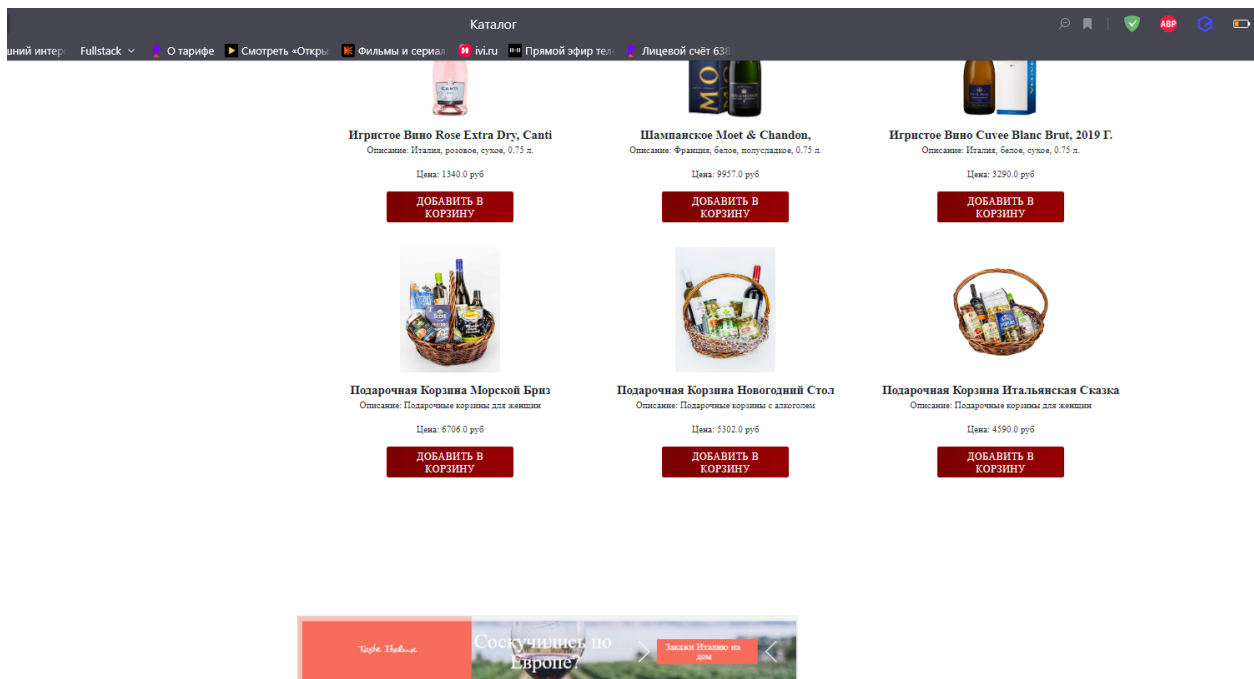 Каталог
ABP
шний интер
Fullstack
О тарифе
Смотреть «Откры
Фильмы и сериал
ivi.ru
Прямой эфир теле
Лицевой счёт 638
CANTI
MO
Игристое Вино Rose Extra Dry, Canti
Шампанское Moet & Chandon,
Игристое Вино Cuvee Blanc Brut, 2019 Г.
Описание: Италия, розовое, сухое, 0.75 л.
Описание: Франция, белое, полусладкое, 0.75 л.
Описание: Италия, белое, сухое, 0.75 л.
Цена: 1340.0 руб
Цена: 9957.0 руб
Цена: 3290.0 руб
ДОБАВИТЬ В
КОРЗИНУ
ДОБАВИТЬ В
КОРЗИНУ
ДОБАВИТЬ В
КОРЗИНУ
Подарочная Корзина Морской Бриз
Подарочная Корзина Новогодний Стол
Подарочная Корзина Итальянская Сказка
Описание: Подарочные корзины для женщин
Описание: Подарочные корзины с алкоголем
Описание: Подарочные корзины для женщин
Цена: 6706.0 руб
Цена: 5302.0 руб
Цена: 4590.0 руб
ДОБАВИТЬ В
КОРЗИНУ
ДОБАВИТЬ В
КОРЗИНУ
ДОБАВИТЬ В
КОРЗИНУ
Taste Italena
Соскучились по
Европе?
Закажи Италию на
дом